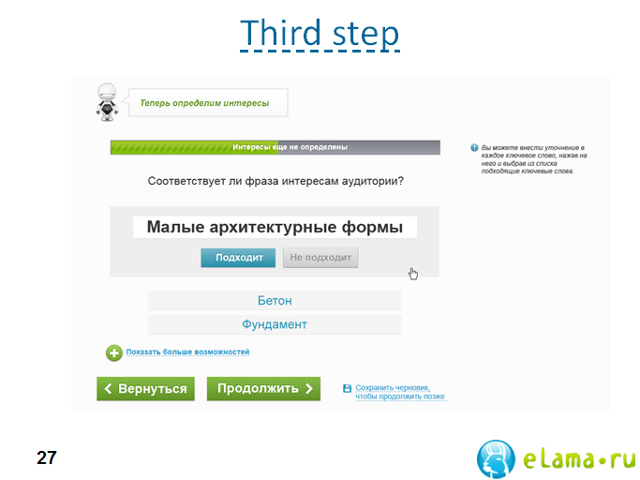 Third step
Теперь определим интересы
Интересы еще не определены
Вы можете внести уточнение в
каждое ключевое слово, нажав на
него и выбрав из списка
подходящие ключевые слова.
Соответствует ли фраза интересам аудитории?
Малые архитектурные формы
Подходит
Не подходит
Бетон
Фундамент
Показать больше возможностей
Вернуться
Продолжить
Сохранить черновик,
чтобы продолжить позже
27
eLama.ru